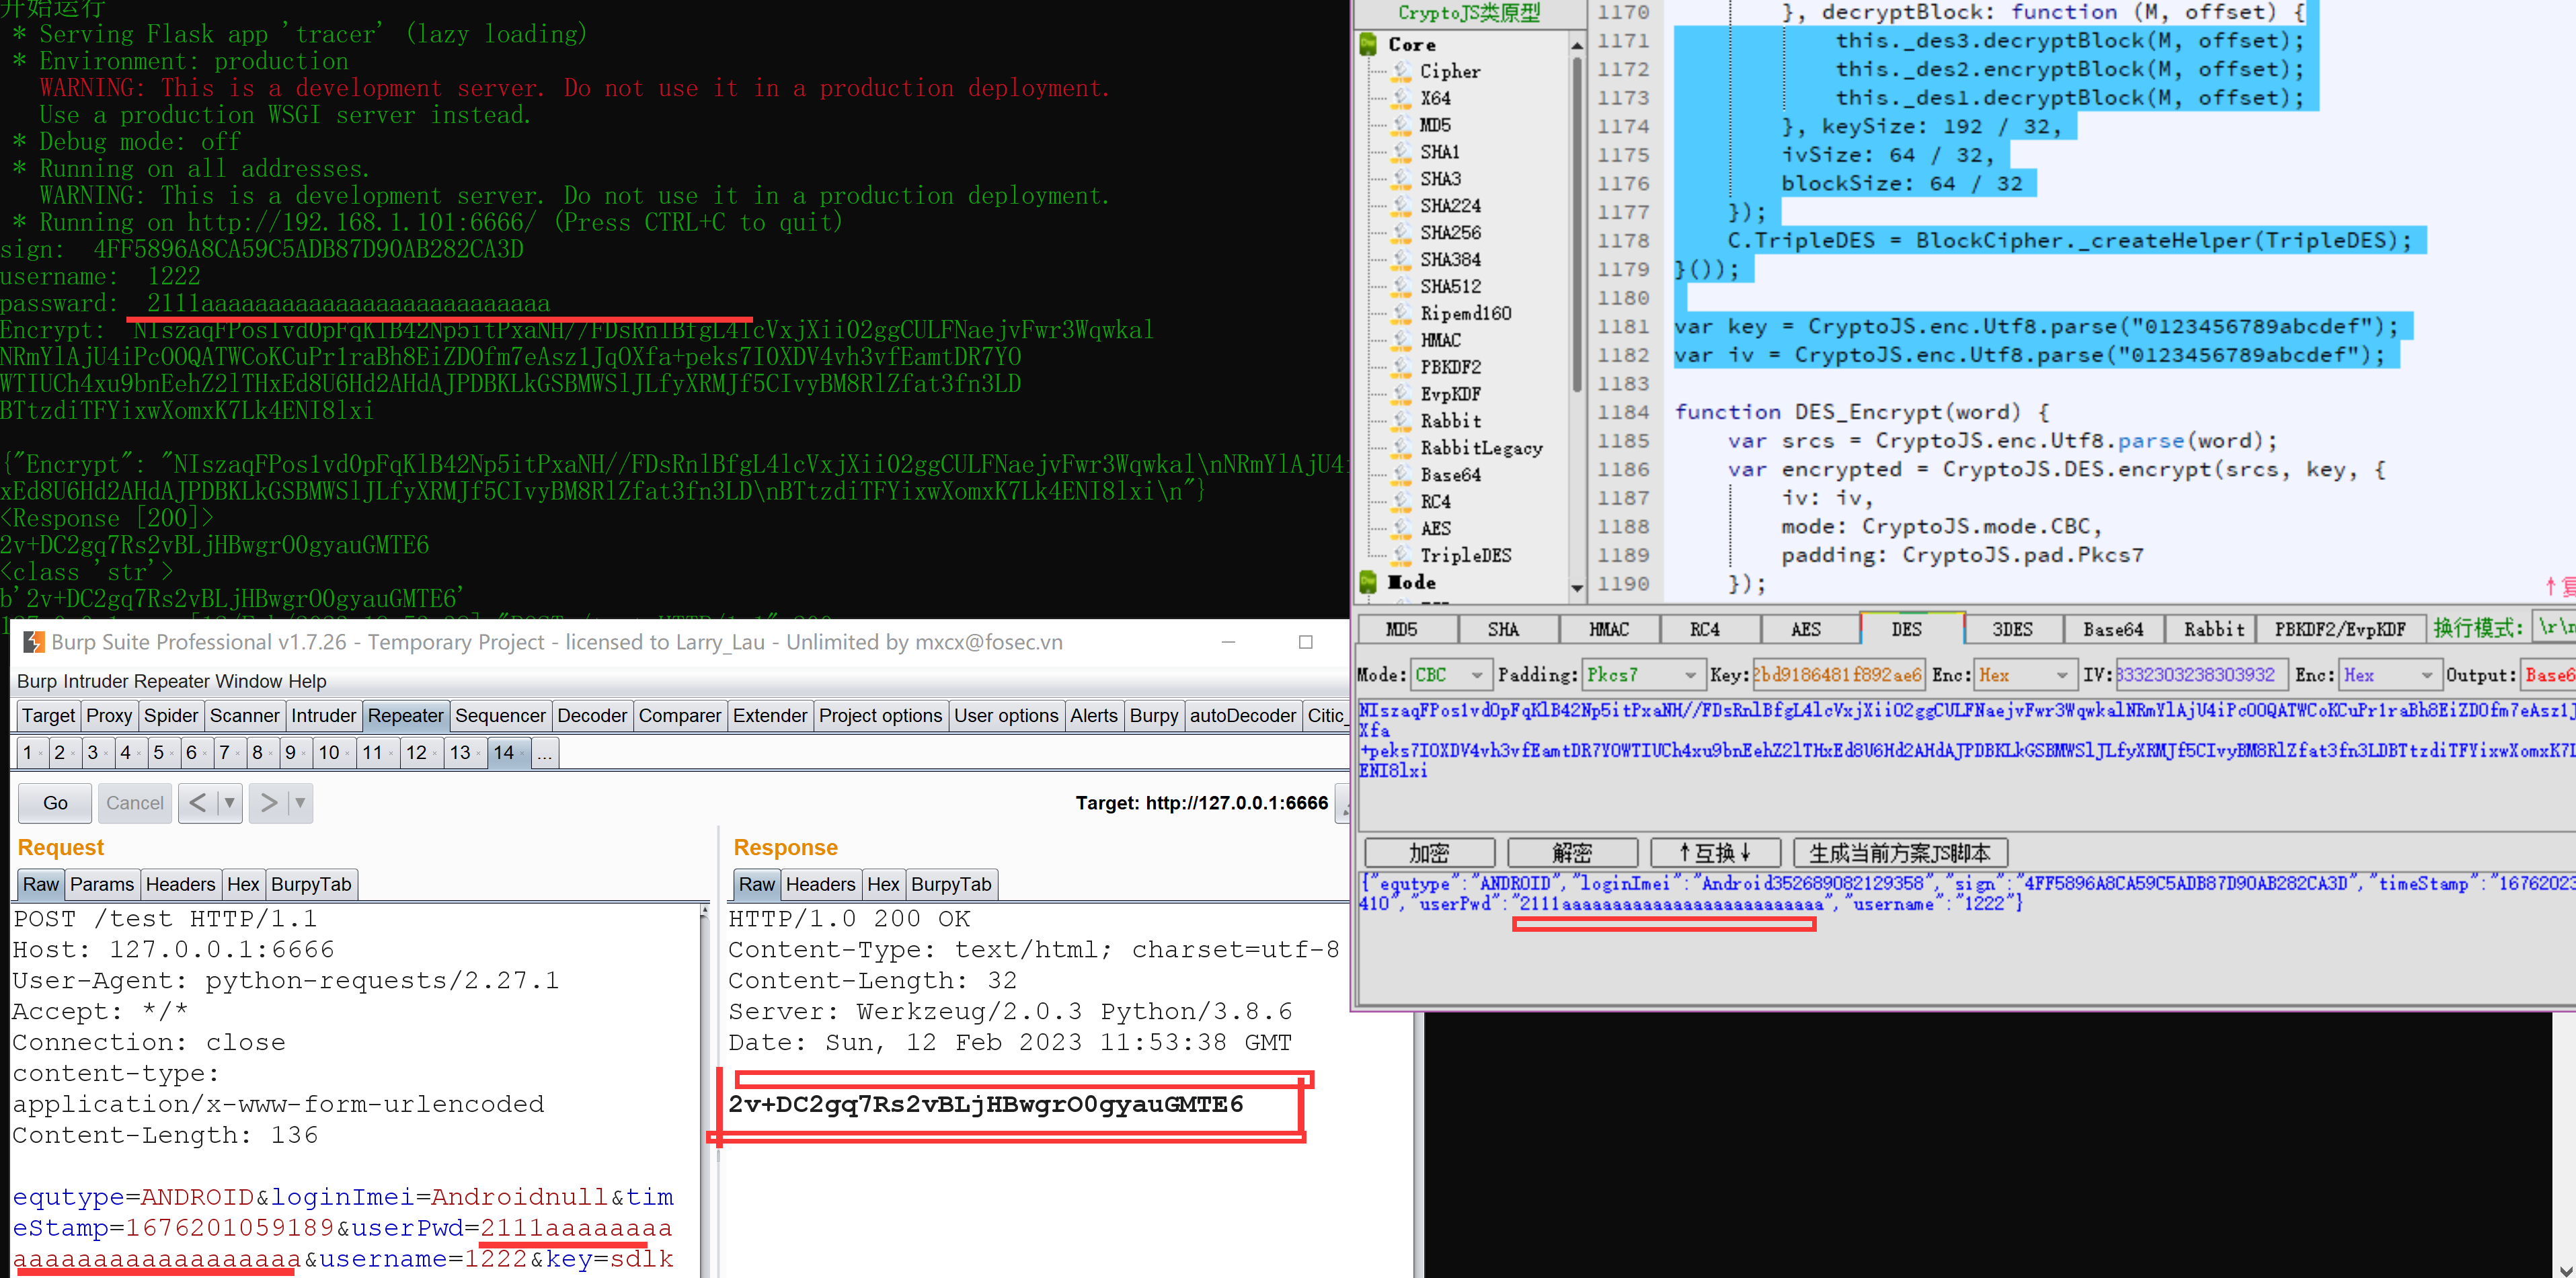 开始运行
* Serving Flask app 'tracer' (lazy loading)
* Environment: production
WARNING: This is a development server. Do not use it in a production deployment.
Use a production WSGI server instead.
* Debug mode: off
* Running on all addresses.
WARNING: This is a development server. Do not use it in a production deployment.
* Running on http://192.168.1.101:6666/ (Press CTRL+C to quit)
sign: 4FF5896A8CA59C5ADB87D90AB282CA3D
username: 1222
passward: 2111aaaaaaaaaaaaaaaaaaaaaaaaaa
Encrypt: NIszaqFPos1vdOpFqKlB42Np5itPxaNH//FDsRnlBfgL4lcVxjXiiO2ggCULFNaejvFwr3Wqwkal
NRmYlAjU4iPcOOQATWCoKCuPr1raBh8EiZDOfm7eAsz1JqOXfa+peks7IOXDV4vh3vfEamtDR7YO
WTIUCh4xu9bnEehZ2lTHxEd8U6Hd2AHdAJPDBKLkGSBMWSlJLfyXRMJf5CIvyBM8RlZfat3fn3LD
BTtzdiTFYixwXomxK7Lk4ENI8lxi
{"Encrypt": "NIszaqFPos1vdOpFqKlB42Np5itPxaNH//FDsRnlBfgL4lcVxjXiiO2ggCULFNaejvFwr3Wqwkal\nNRmYlAjU4i
xEd8U6Hd2AHdAJPDBKLkGSBMWSlJLfyXRMJf5CIvyBM8RlZfat3fn3LD\nBTtzdiTFYixwXomxK7Lk4ENI8lxi\n"}
<Response [200]>
2v+DC2gq7Rs2vBLjHBwgrO0gyauGMTE6
<class 'str'>
b'2v+DC2gq7Rs2vBLjHBwgrO0gyauGMTE6'
Burp Suite Professional v1.7.26 - Temporary Project - licensed to Larry_Lau - Unlimited by mxcx@fosec.vn
Burp Intruder Repeater Window Help
Target Proxy Spider Scanner Intruder Repeater Sequencer Decoder Comparer Extender Project options User options Alerts Burpy autoDecoder Citic_
1 2 3 4 5 6 7 8 9 10 11 12 13 14 ...
Go Cancel < >
Target: http://127.0.0.1:6666
Request
Raw Params Headers Hex BurpyTab
POST /test HTTP/1.1
Host: 127.0.0.1:6666
User-Agent: python-requests/2.27.1
Accept: */*
Connection: close
content-type:
application/x-www-form-urlencoded
Content-Length: 136
equtype=ANDROID&loginImei=Androidnull&tim
eStamp=1676201059189&userPwd=2111aaaaaaaa
aaaaaaaaaaaaaaaaaa&username=1222&key=sdlk
Response
Raw Headers Hex BurpyTab
HTTP/1.0 200 OK
Content-Type: text/html; charset=utf-8
Content-Length: 32
Server: Werkzeug/2.0.3 Python/3.8.6
Date: Sun, 12 Feb 2023 11:53:38 GMT
2v+DC2gq7Rs2vBLjHBwgrO0gyauGMTE6
CryptoJS类原型
Core
Cipher
X64
MD5
SHA1
SHA3
SHA224
SHA256
SHA384
SHA512
Ripemd160
HMAC
PBKDF2
EvpKDF
Rabbit
RabbitLegacy
Base64
RC4
AES
TripleDES
Mode
1170 }, decryptBlock: function (M, offset) {
1171 this._des3.decryptBlock(M, offset);
1172 this._des2.encryptBlock(M, offset);
1173 this._des1.decryptBlock(M, offset);
1174 }, keySize: 192 / 32,
1175 ivSize: 64 / 32,
1176 blockSize: 64 / 32
1177 });
1178 C.TripleDES = BlockCipher._createHelper(TripleDES);
1179 }());
1180
1181 var key = CryptoJS.enc.Utf8.parse("0123456789abcdef");
1182 var iv = CryptoJS.enc.Utf8.parse("0123456789abcdef");
1183
1184 function DES_Encrypt(word) {
1185 var srcs = CryptoJS.enc.Utf8.parse(word);
1186 var encrypted = CryptoJS.DES.encrypt(srcs, key, {
1187 iv: iv,
1188 mode: CryptoJS.mode.CBC,
1189 padding: CryptoJS.pad.Pkcs7
1190 });
MD5 SHA HMAC RC4 AES DES 3DES Base64 Rabbit PBKDF2/EvpKDF 换行模式: \r\n
Mode: CBC Padding: Pkcs7 Key: 2bd9186481f892ae6 Enc: Hex IV: 3332303238303932 Enc: Hex Output: Base6
NIszaqFPos1vdOpFqKlB42Np5itPxaNH//FDsRnlBfgL4lcVxjXiiO2ggCULFNaejvFwr3WqwkalNRmYlAjU4iPcOOQATWCoKCuPr1raBh8EiZDOfm7eAsz1J
Xfa
+peks7IOXDV4vh3vfEamtDR7YOWTIUCh4xu9bnEehZ2lTHxEd8U6Hd2AHdAJPDBKLkGSBMWSlJLfyXRMJf5CIvyBM8RlZfat3fn3LDBTtzdiTFYixwXomxK7L
ENI8lxi
加密 解密 ↑互换↓ 生成当前方案JS脚本
{"equtype":"ANDROID","loginImei":"Android352689082129358","sign":"4FF5896A8CA59C5ADB87D90AB282CA3D","timeStamp":"16762023
410","userPwd":"2111aaaaaaaaaaaaaaaaaaaaaaaaaa","username":"1222"}